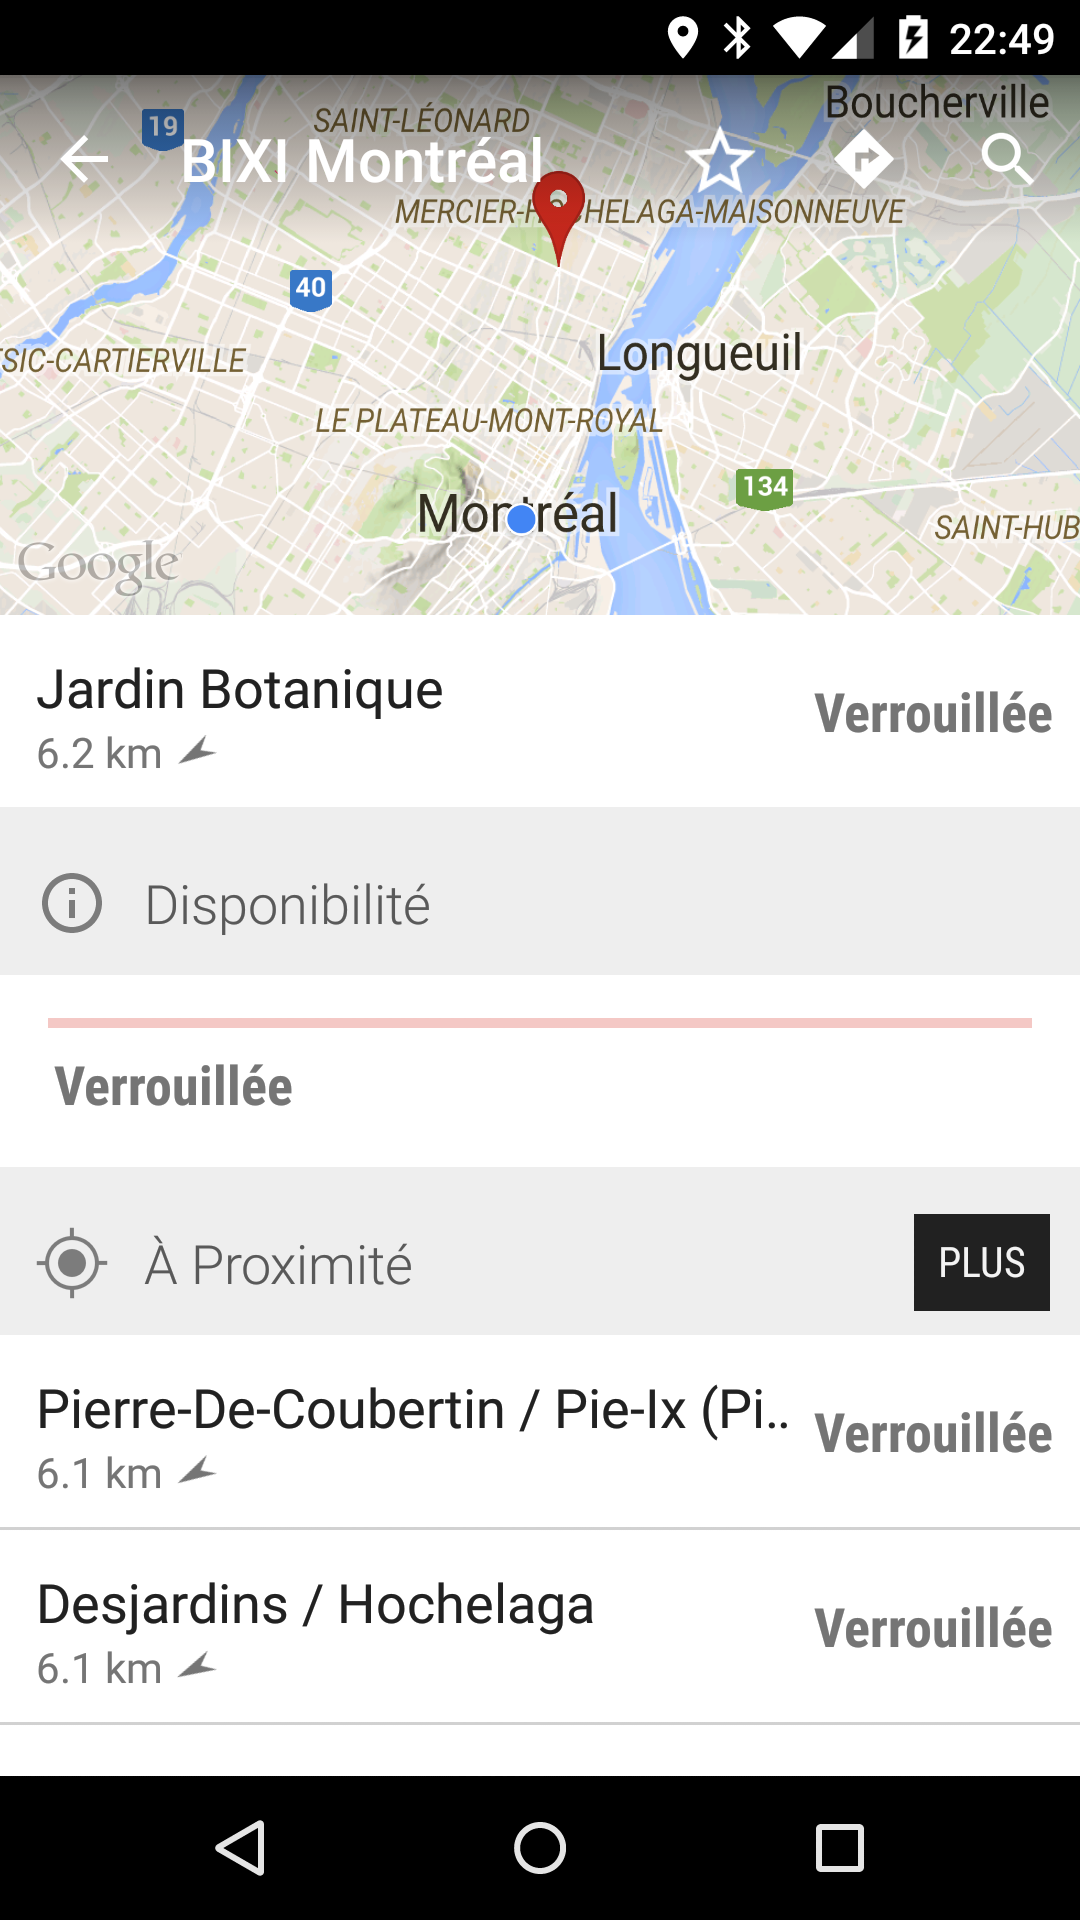 22:49
Boucherville
19
SAINT-LÉONARD
BIXI Montréal
MERCIER-HOCHELAGA-MAISONNEUVE
40
Longueuil
SIC-CARTIERVILLE
LE PLATEAU-MONT-ROYAL
134
Montréal
SAINT-HUB
Google
Jardin Botanique
Verrouillée
6.2 km
Disponibilité
Verrouillée
À Proximité
PLUS
Pierre-De-Coubertin / Pie-Ix (Pi..
Verrouillée
6.1 km
Desjardins / Hochelaga
Verrouillée
6.1 km